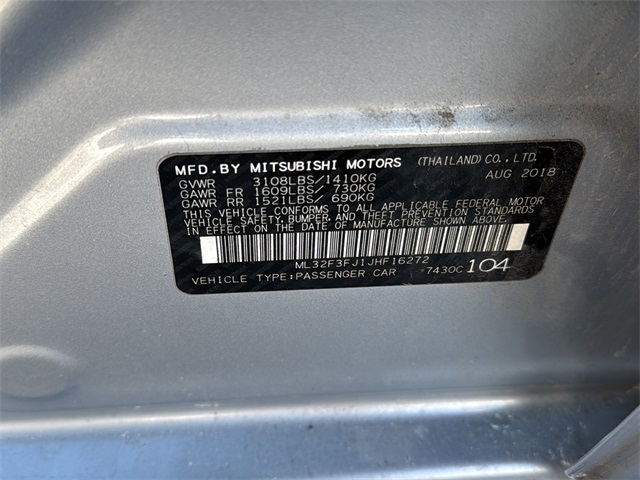 MFD. BY MITSUBISHI MOTORS (THAILAND) CO., LTD.
GVWR 3108LBS/1410KG AUG 2018
GAWR FR 1609LBS/ 730KG
GAWR RR 1521LBS/ 690KG
THIS VEHICLE CONFORMS TO ALL APPLICABLE FEDERAL MOTOR
VEHICLE SAFETY, BUMPER, AND THEFT PREVENTION STANDARDS
IN EFFECT ON THE DATE OF MANUFACTURE SHOWN ABOVE.
ML32F3FJ1JHF16272
VEHICLE TYPE:PASSENGER CAR *7430C 104